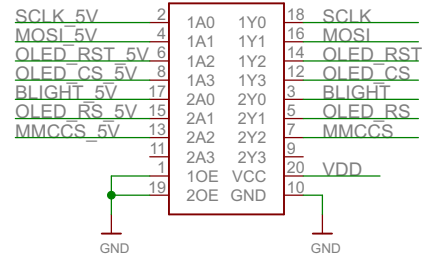 SCLK_5V 2 1A0 1Y0 18 SCLK
MOSI_5V 4 1A1 1Y1 16 MOSI
OLED_RST_5V 6 1A2 1Y2 14 OLED_RST
OLED_CS_5V 8 1A3 1Y3 12 OLED_CS
BLIGHT_5V 17 2A0 2Y0 3 BLIGHT
OLED_RS_5V 15 2A1 2Y1 5 OLED_RS
MMCCS_5V 13 2A2 2Y2 7 MMCCS
11 2A3 2Y3 9
1 1OE VCC 20 VDD
19 2OE GND 10
GND GND